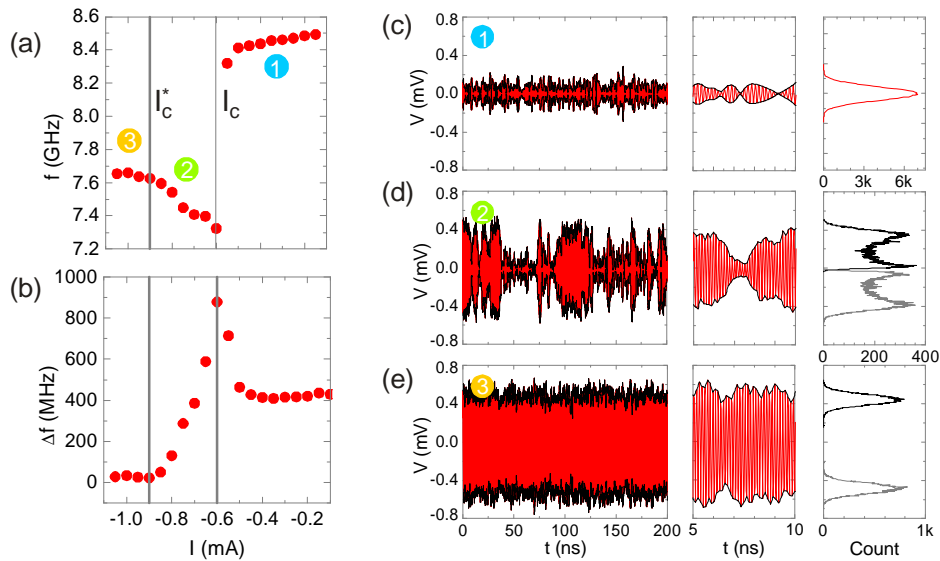 (a)
f (GHz)
8.6
8.4
8.2
8.0
7.8
7.6
7.4
7.2
I*c
Ic
1
2
3
(b)
Δf (MHz)
1000
800
600
400
200
0
-1.0 -0.8 -0.6 -0.4 -0.2
I (mA)
(c)
V (mV)
0.8
0.4
0.0
-0.4
-0.8
1
0 3k 6k
(d)
V (mV)
0.8
0.4
0.0
-0.4
-0.8
2
0 200 400
(e)
V (mV)
0.8
0.4
0.0
-0.4
-0.8
3
0 50 100 150 200
t (ns)
5 10
t (ns)
0 1k
Count